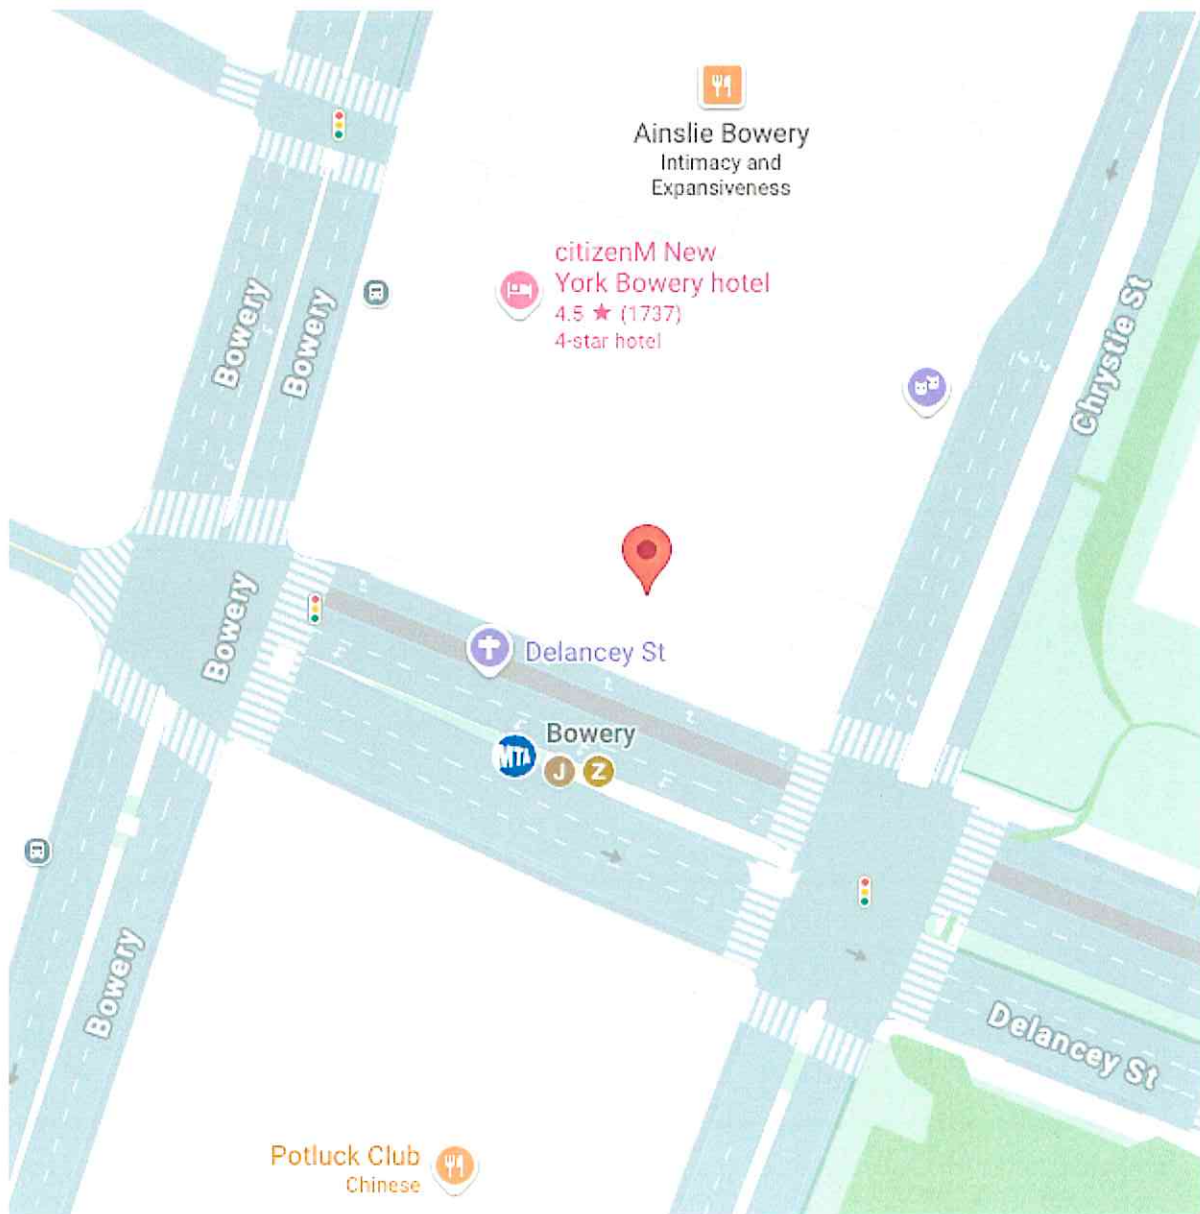 Ainslie Bowery
Intimacy and
Expansiveness
citizenM New
York Bowery hotel
4.5 ★ (1737)
4-star hotel
Bowery
Bowery
Chrystie St
Bowery
Delancey St
Bowery
MTA
J Z
Bowery
Delancey St
Potluck Club
Chinese